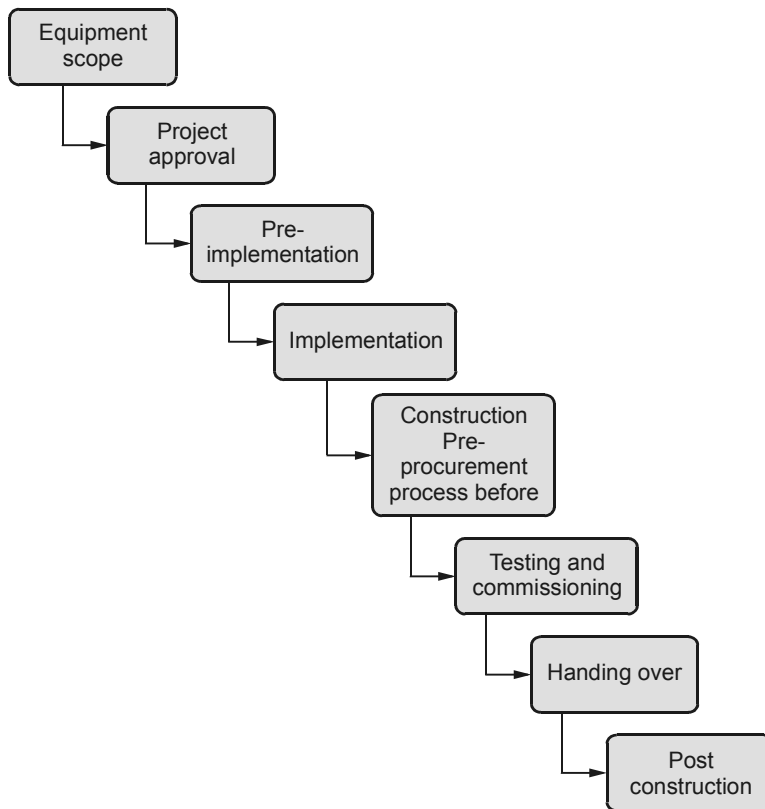 Equipment
scope
Project
approval
Pre-
implementation
Implementation
Construction
Pre-
procurement
process before
Testing and
commissioning
Handing over
Post
construction